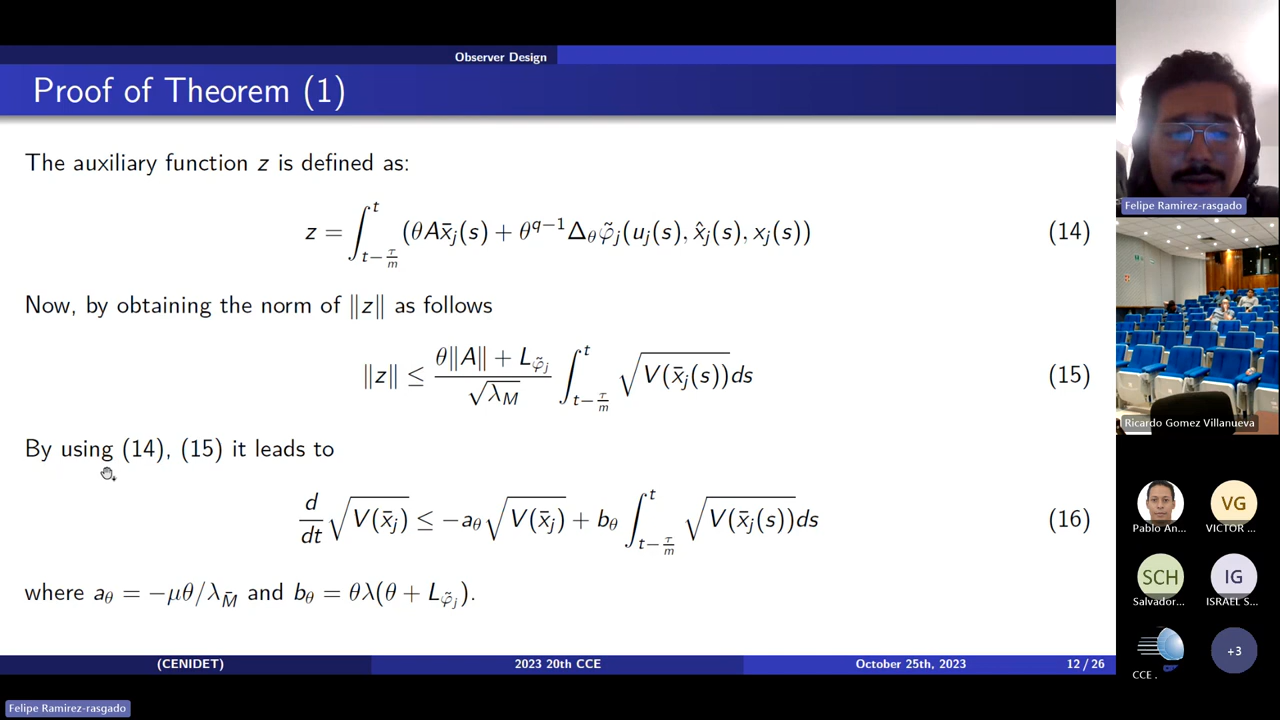 Observer Design
Proof of Theorem (1)
The auxiliary function z is defined as:
z = ∫_{t−τ/m}^{t} (θAx̄_j(s) + θ^{q−1}Δ_θφ̃_j(u_j(s), x̂_j(s), x_j(s)) (14)
Now, by obtaining the norm of ‖z‖ as follows
‖z‖ ≤ (θ‖A‖ + L_{φ̃_j})/√λ_M ∫_{t−τ/m}^{t} √V(x̄_j(s))ds (15)
By using (14), (15) it leads to
d/dt √V(x̄_j) ≤ −a_θ√V(x̄_j) + b_θ ∫_{t−τ/m}^{t} √V(x̄_j(s))ds (16)
where a_θ = −μθ/λ_M̄ and b_θ = θλ(θ + L_{φ̃_j}).
(CENIDET) 2023 20th CCE October 25th, 2023 12 / 26
Felipe Ramirez-rasgado
Ricardo Gomez Villanueva
VG
Pablo An... VICTOR ...
SCH IG
Salvador... ISRAEL S...
+3
CCE .
Felipe Ramirez-rasgado